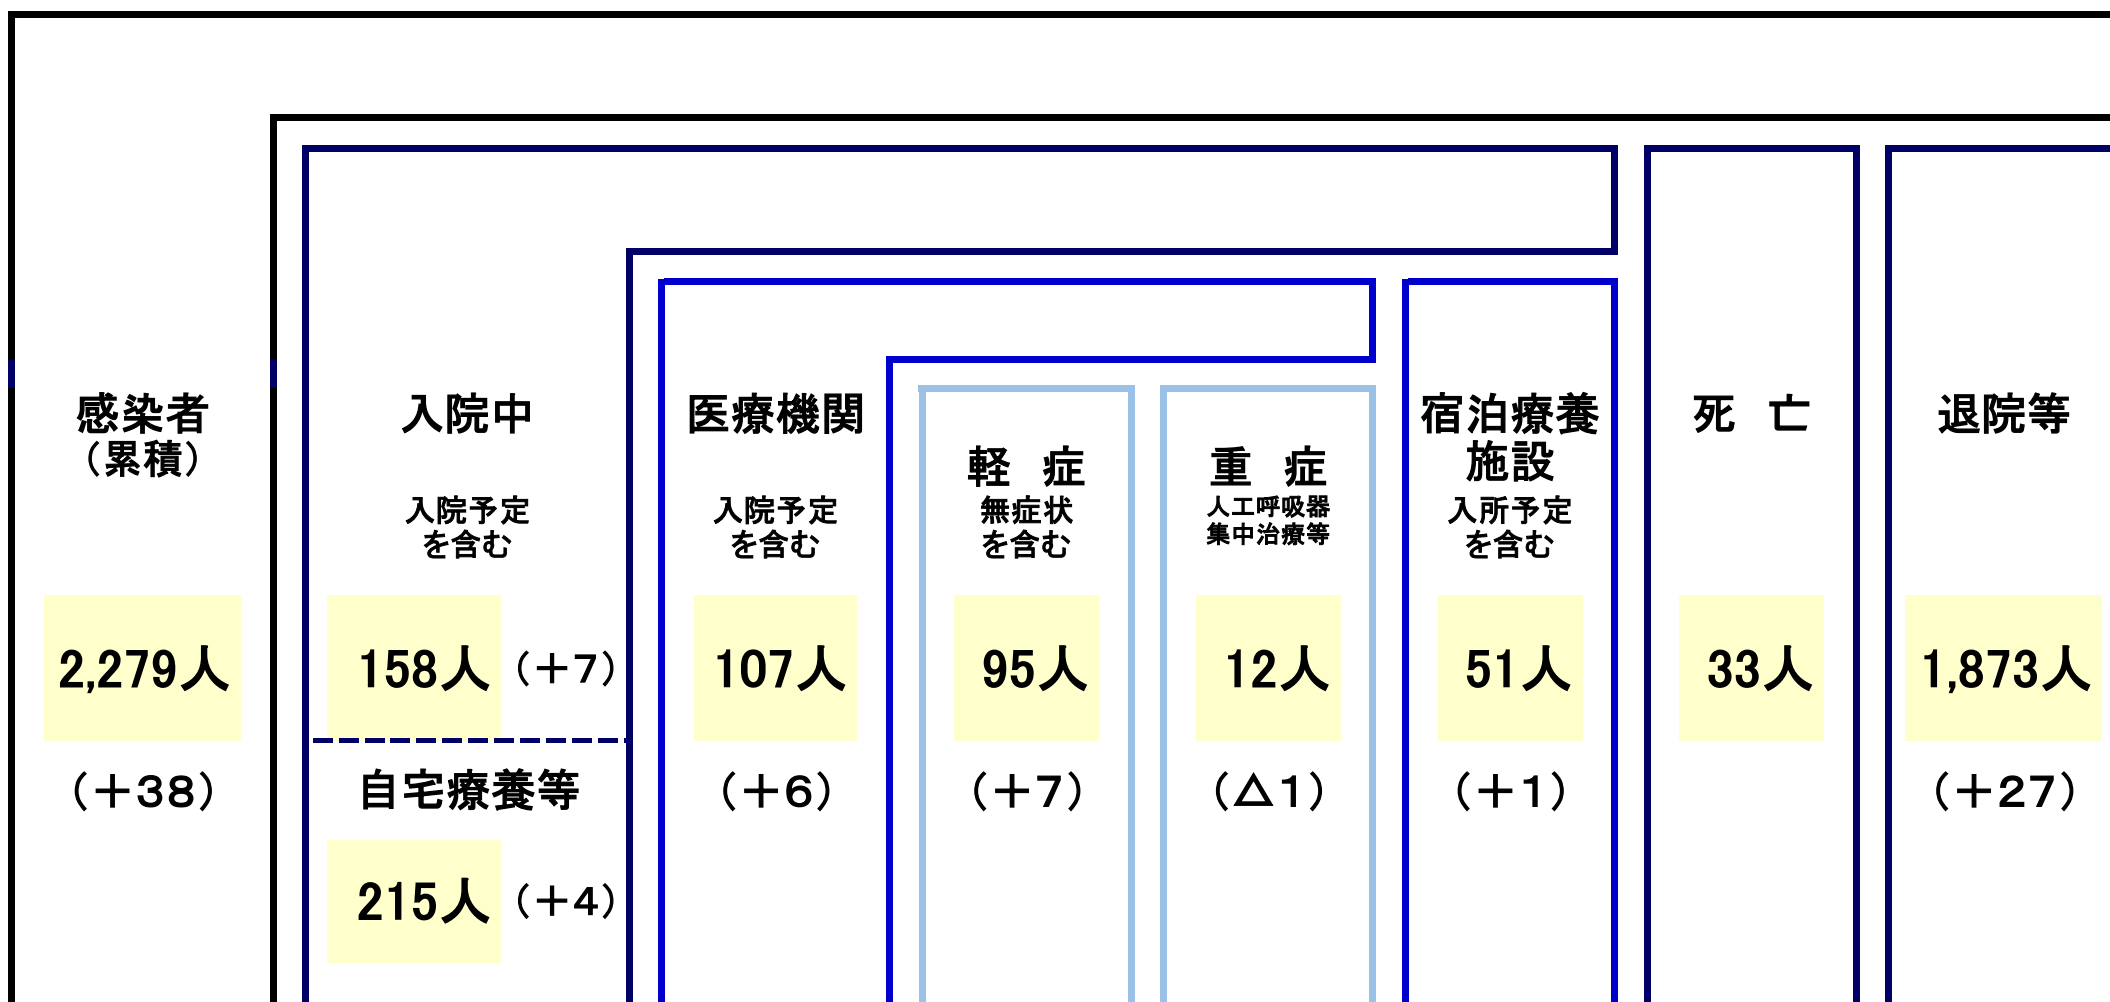 感染者
（累積）
2,279人
（＋38）
入院中
入院予定
を含む
158人（＋7）
自宅療養等
215人（＋4）
医療機関
入院予定
を含む
107人
（＋6）
軽　症
無症状
を含む
95人
（＋7）
重　症
人工呼吸器
集中治療等
12人
（△1）
宿泊療養
施設
入所予定
を含む
51人
（＋1）
死　亡
33人
退院等
1,873人
（＋27）